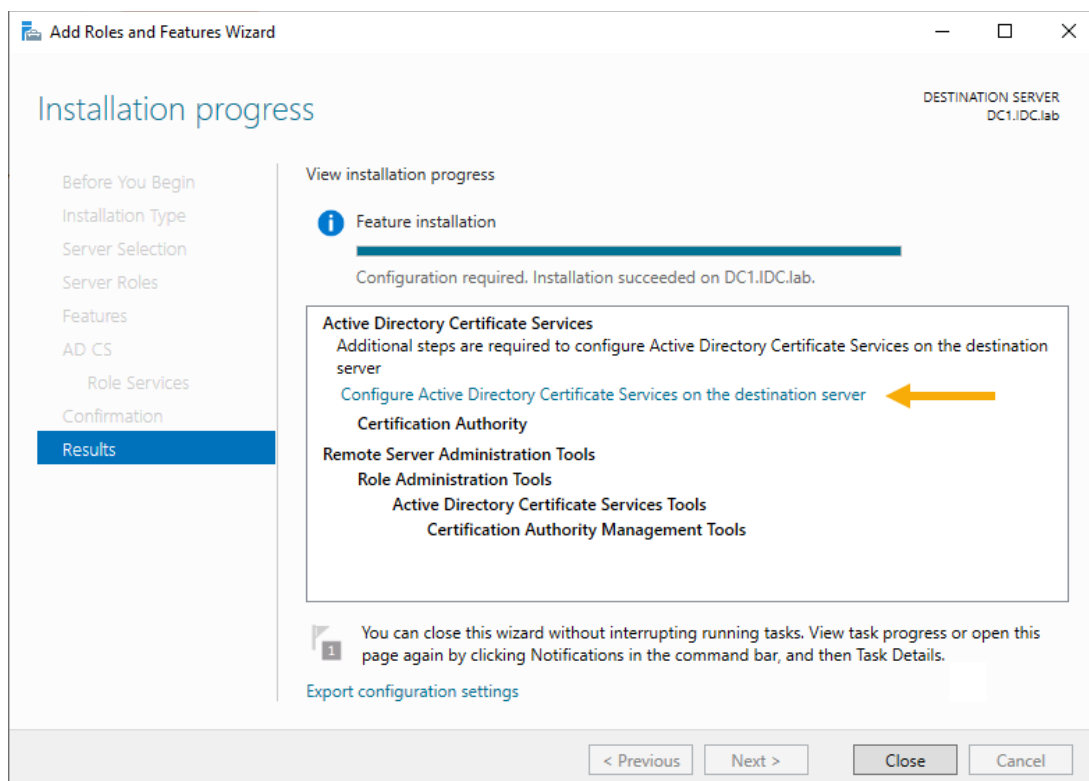 Add Roles and Features Wizard
Installation progress
DESTINATION SERVER
DC1.IDC.lab
Before You Begin
Installation Type
Server Selection
Server Roles
Features
AD CS
Role Services
Confirmation
Results
View installation progress
Feature installation
Configuration required. Installation succeeded on DC1.IDC.lab.
Active Directory Certificate Services
Additional steps are required to configure Active Directory Certificate Services on the destination
server
Configure Active Directory Certificate Services on the destination server
Certification Authority
Remote Server Administration Tools
Role Administration Tools
Active Directory Certificate Services Tools
Certification Authority Management Tools
1
You can close this wizard without interrupting running tasks. View task progress or open this
page again by clicking Notifications in the command bar, and then Task Details.
Export configuration settings
< Previous
Next >
Close
Cancel